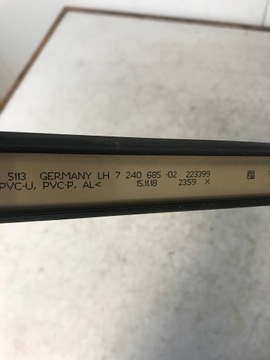 5113 GERMANY LH 7 240 685-02 223399
PVC-U, PVC-P, AL< 15.11.18 2359 X